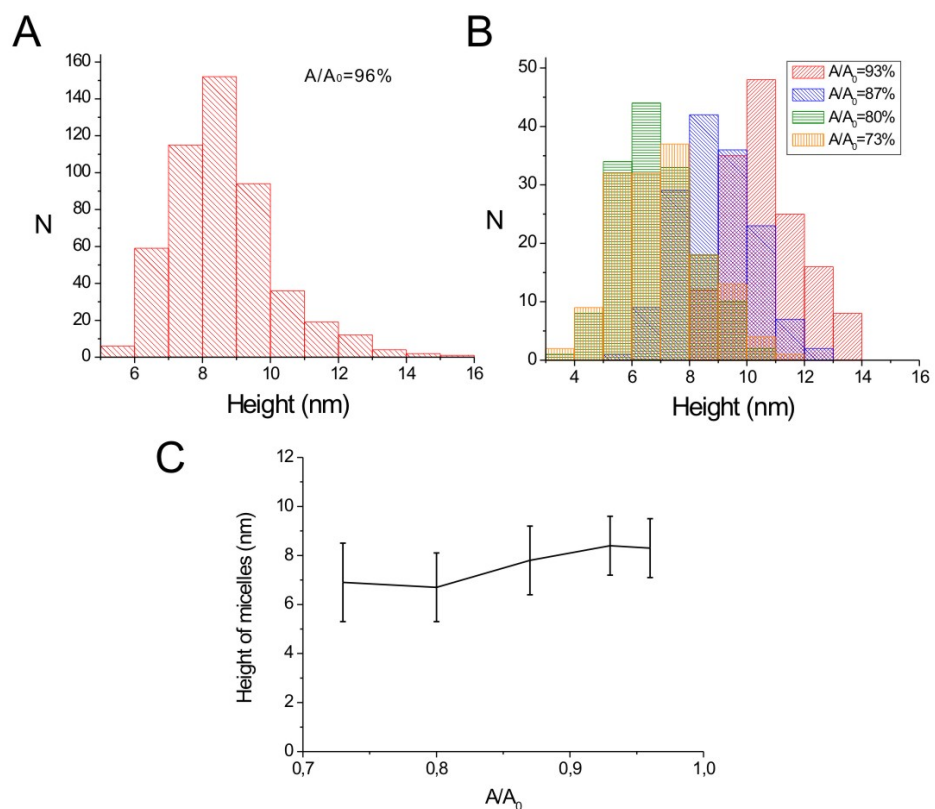 A
A/A₀=96%
N
160
140
120
100
80
60
40
20
0
6 8 10 12 14 16
Height (nm)
B
A/A₀=93%
A/A₀=87%
A/A₀=80%
A/A₀=73%
N
50
40
30
20
10
0
4 6 8 10 12 14 16
Height (nm)
C
Height of micelles (nm)
12
10
8
6
4
2
0
0,7 0,8 0,9 1,0
A/A₀